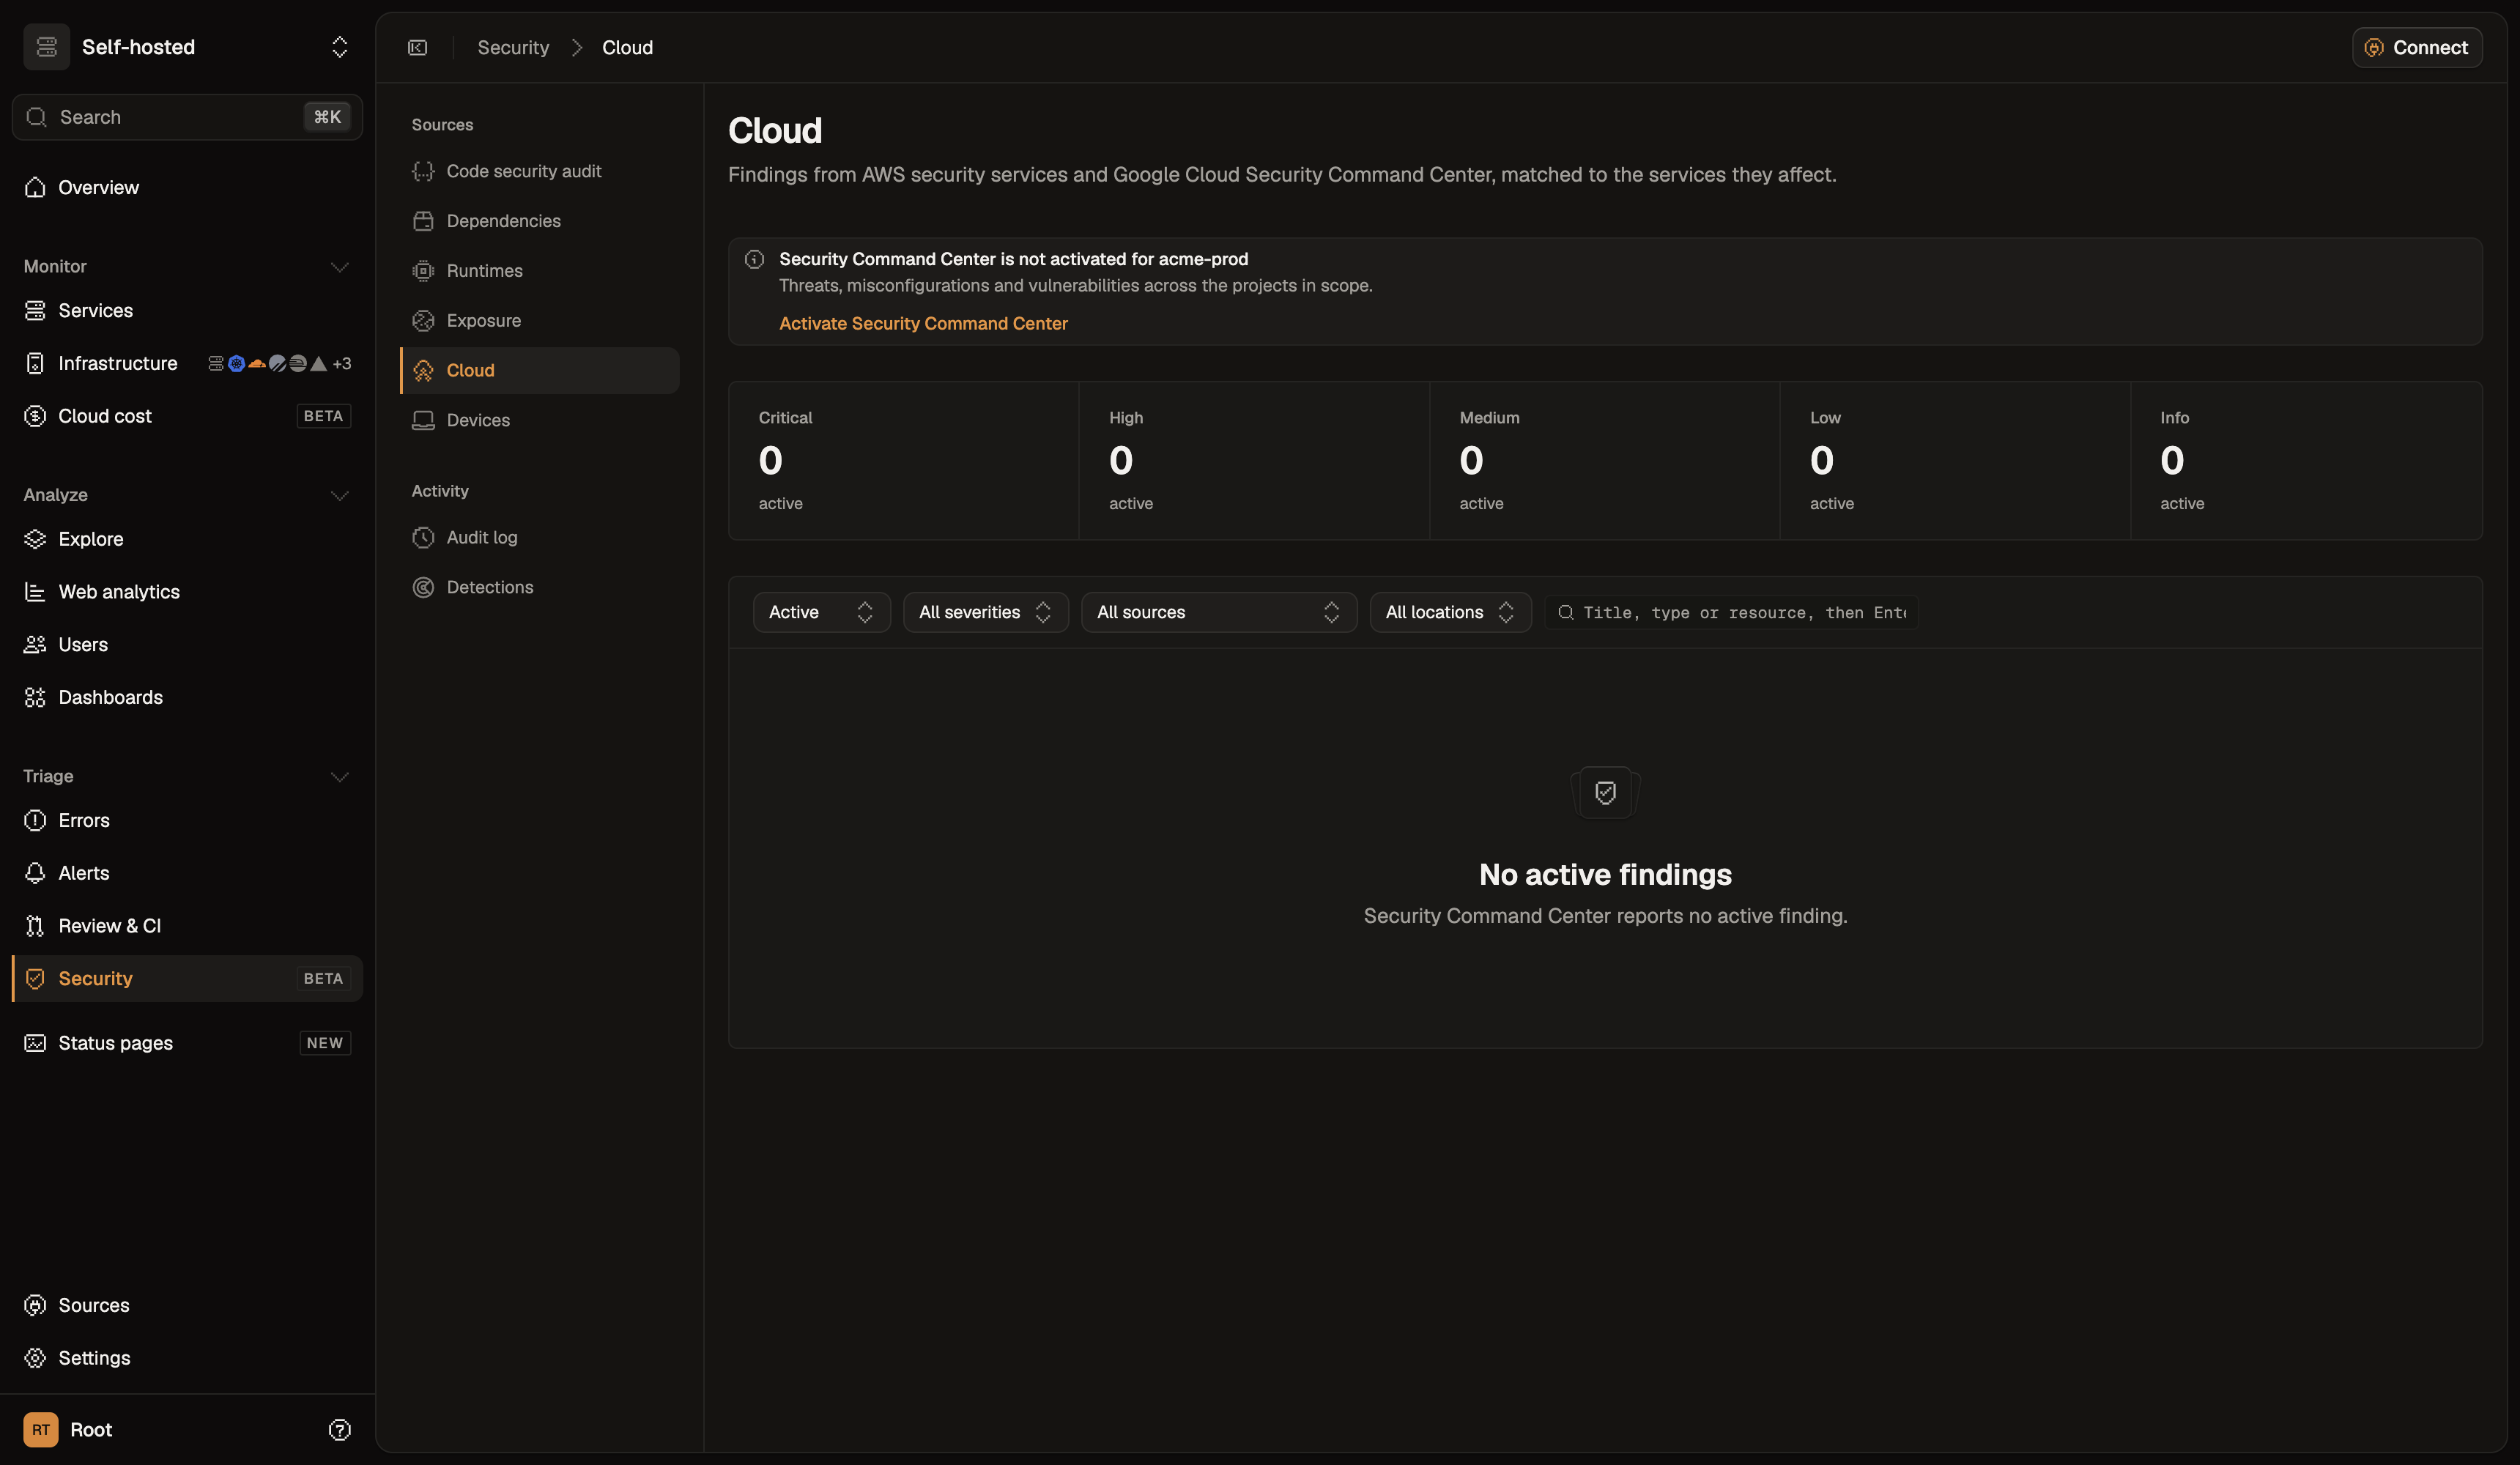 Self-hosted
Search
⌘K
Overview
Monitor
Services
Infrastructure
+3
Cloud cost
BETA
Analyze
Explore
Web analytics
Users
Dashboards
Triage
Errors
Alerts
Review & CI
Security
BETA
Status pages
NEW
Sources
Settings
RT
Root
Security
Cloud
Connect
Sources
Code security audit
Dependencies
Runtimes
Exposure
Cloud
Devices
Activity
Audit log
Detections
Cloud
Findings from AWS security services and Google Cloud Security Command Center, matched to the services they affect.
Security Command Center is not activated for acme-prod
Threats, misconfigurations and vulnerabilities across the projects in scope.
Activate Security Command Center
Critical
0
active
High
0
active
Medium
0
active
Low
0
active
Info
0
active
Active
All severities
All sources
All locations
Title, type or resource, then Ente
No active findings
Security Command Center reports no active finding.